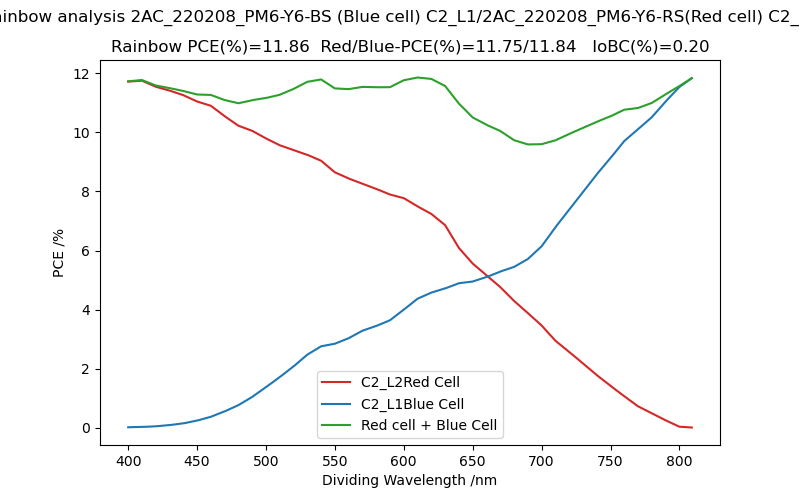 inbow analysis 2AC_220208_PM6-Y6-BS (Blue cell) C2_L1/2AC_220208_PM6-Y6-RS(Red cell) C2_
Rainbow PCE(%)=11.86 Red/Blue-PCE(%)=11.75/11.84 IoBC(%)=0.20
12
10
8
6
4
2
0
PCE /%
C2_L2Red Cell
C2_L1Blue Cell
Red cell + Blue Cell
400 450 500 550 600 650 700 750 800
Dividing Wavelength /nm